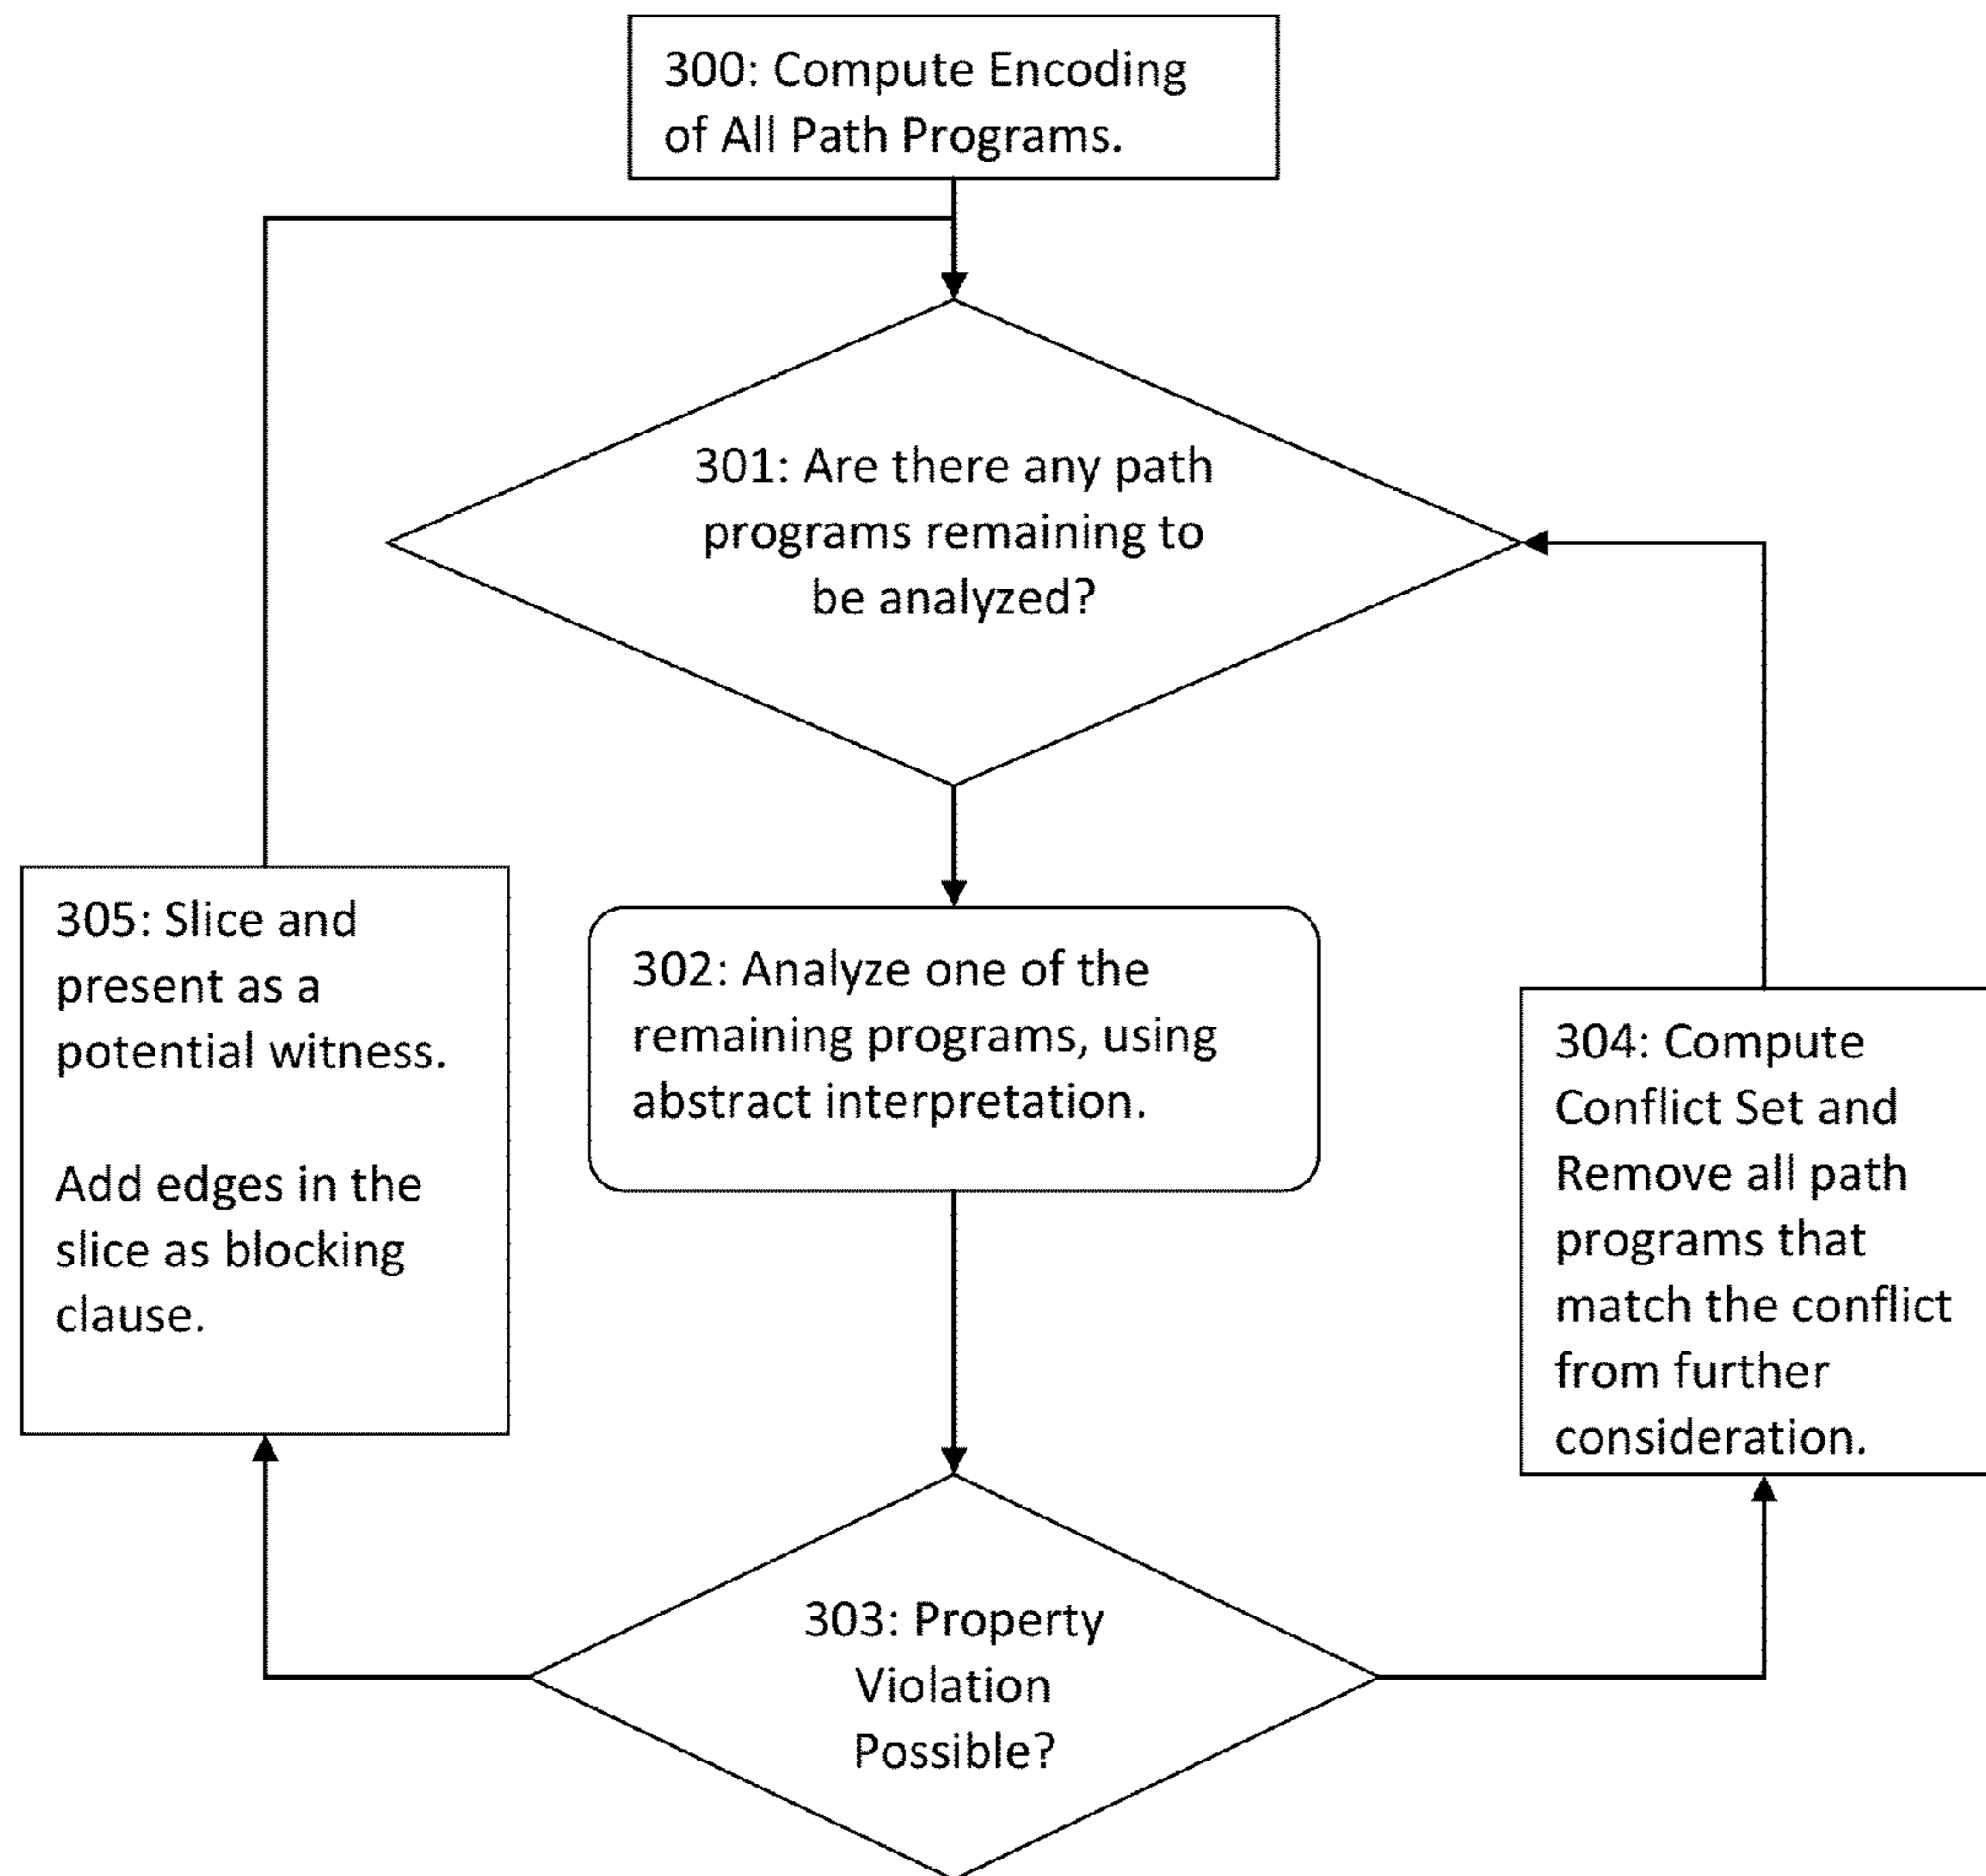 300: Compute Encoding
of All Path Programs.
301: Are there any path
programs remaining to
be analyzed?
305: Slice and
present as a
potential witness.
Add edges in the
slice as blocking
clause.
302: Analyze one of the
remaining programs, using
abstract interpretation.
304: Compute
Conflict Set and
Remove all path
programs that
match the conflict
from further
consideration.
303: Property
Violation
Possible?